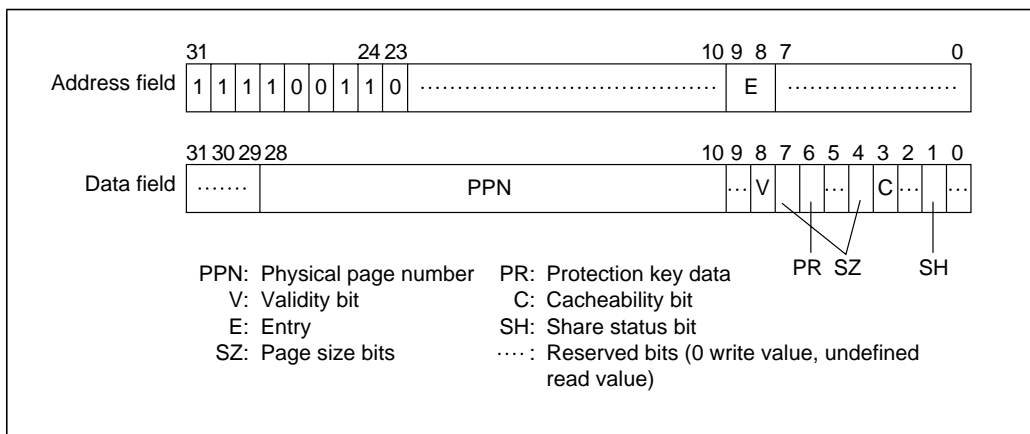 31 24 23 10 9 8 7 0
Address field 1 1 1 1 0 0 1 1 0 ........ E ........
31 30 29 28 10 9 8 7 6 5 4 3 2 1 0
Data field ....... PPN ... V ... C ... ...
PR SZ SH
PPN: Physical page number PR: Protection key data
V: Validity bit C: Cacheability bit
E: Entry SH: Share status bit
SZ: Page size bits ····: Reserved bits (0 write value, undefined
read value)